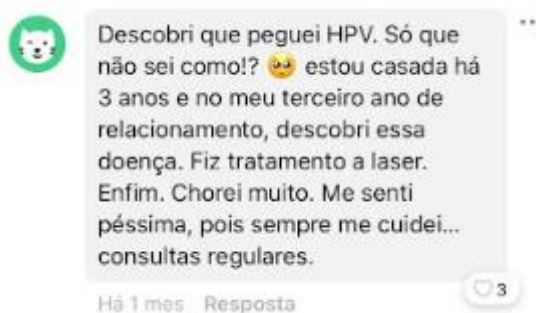 Descobri que peguei HPV. Só que
não sei como!? 🥺 estou casada há
3 anos e no meu terceiro ano de
relacionamento, descobri essa
doença. Fiz tratamento a laser.
Enfim. Chorei muito. Me senti
péssima, pois sempre me cuidei...
consultas regulares.
3
Há 1 mes Resposta